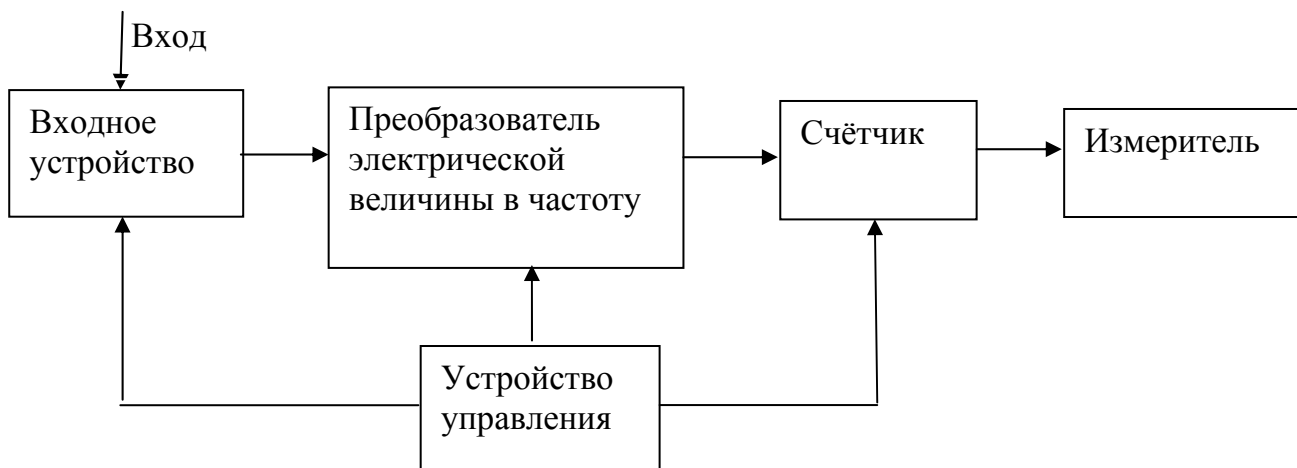 Вход
Входное
устройство
Преобразователь
электрической
величины в частоту
Счётчик
Измеритель
Устройство
управления